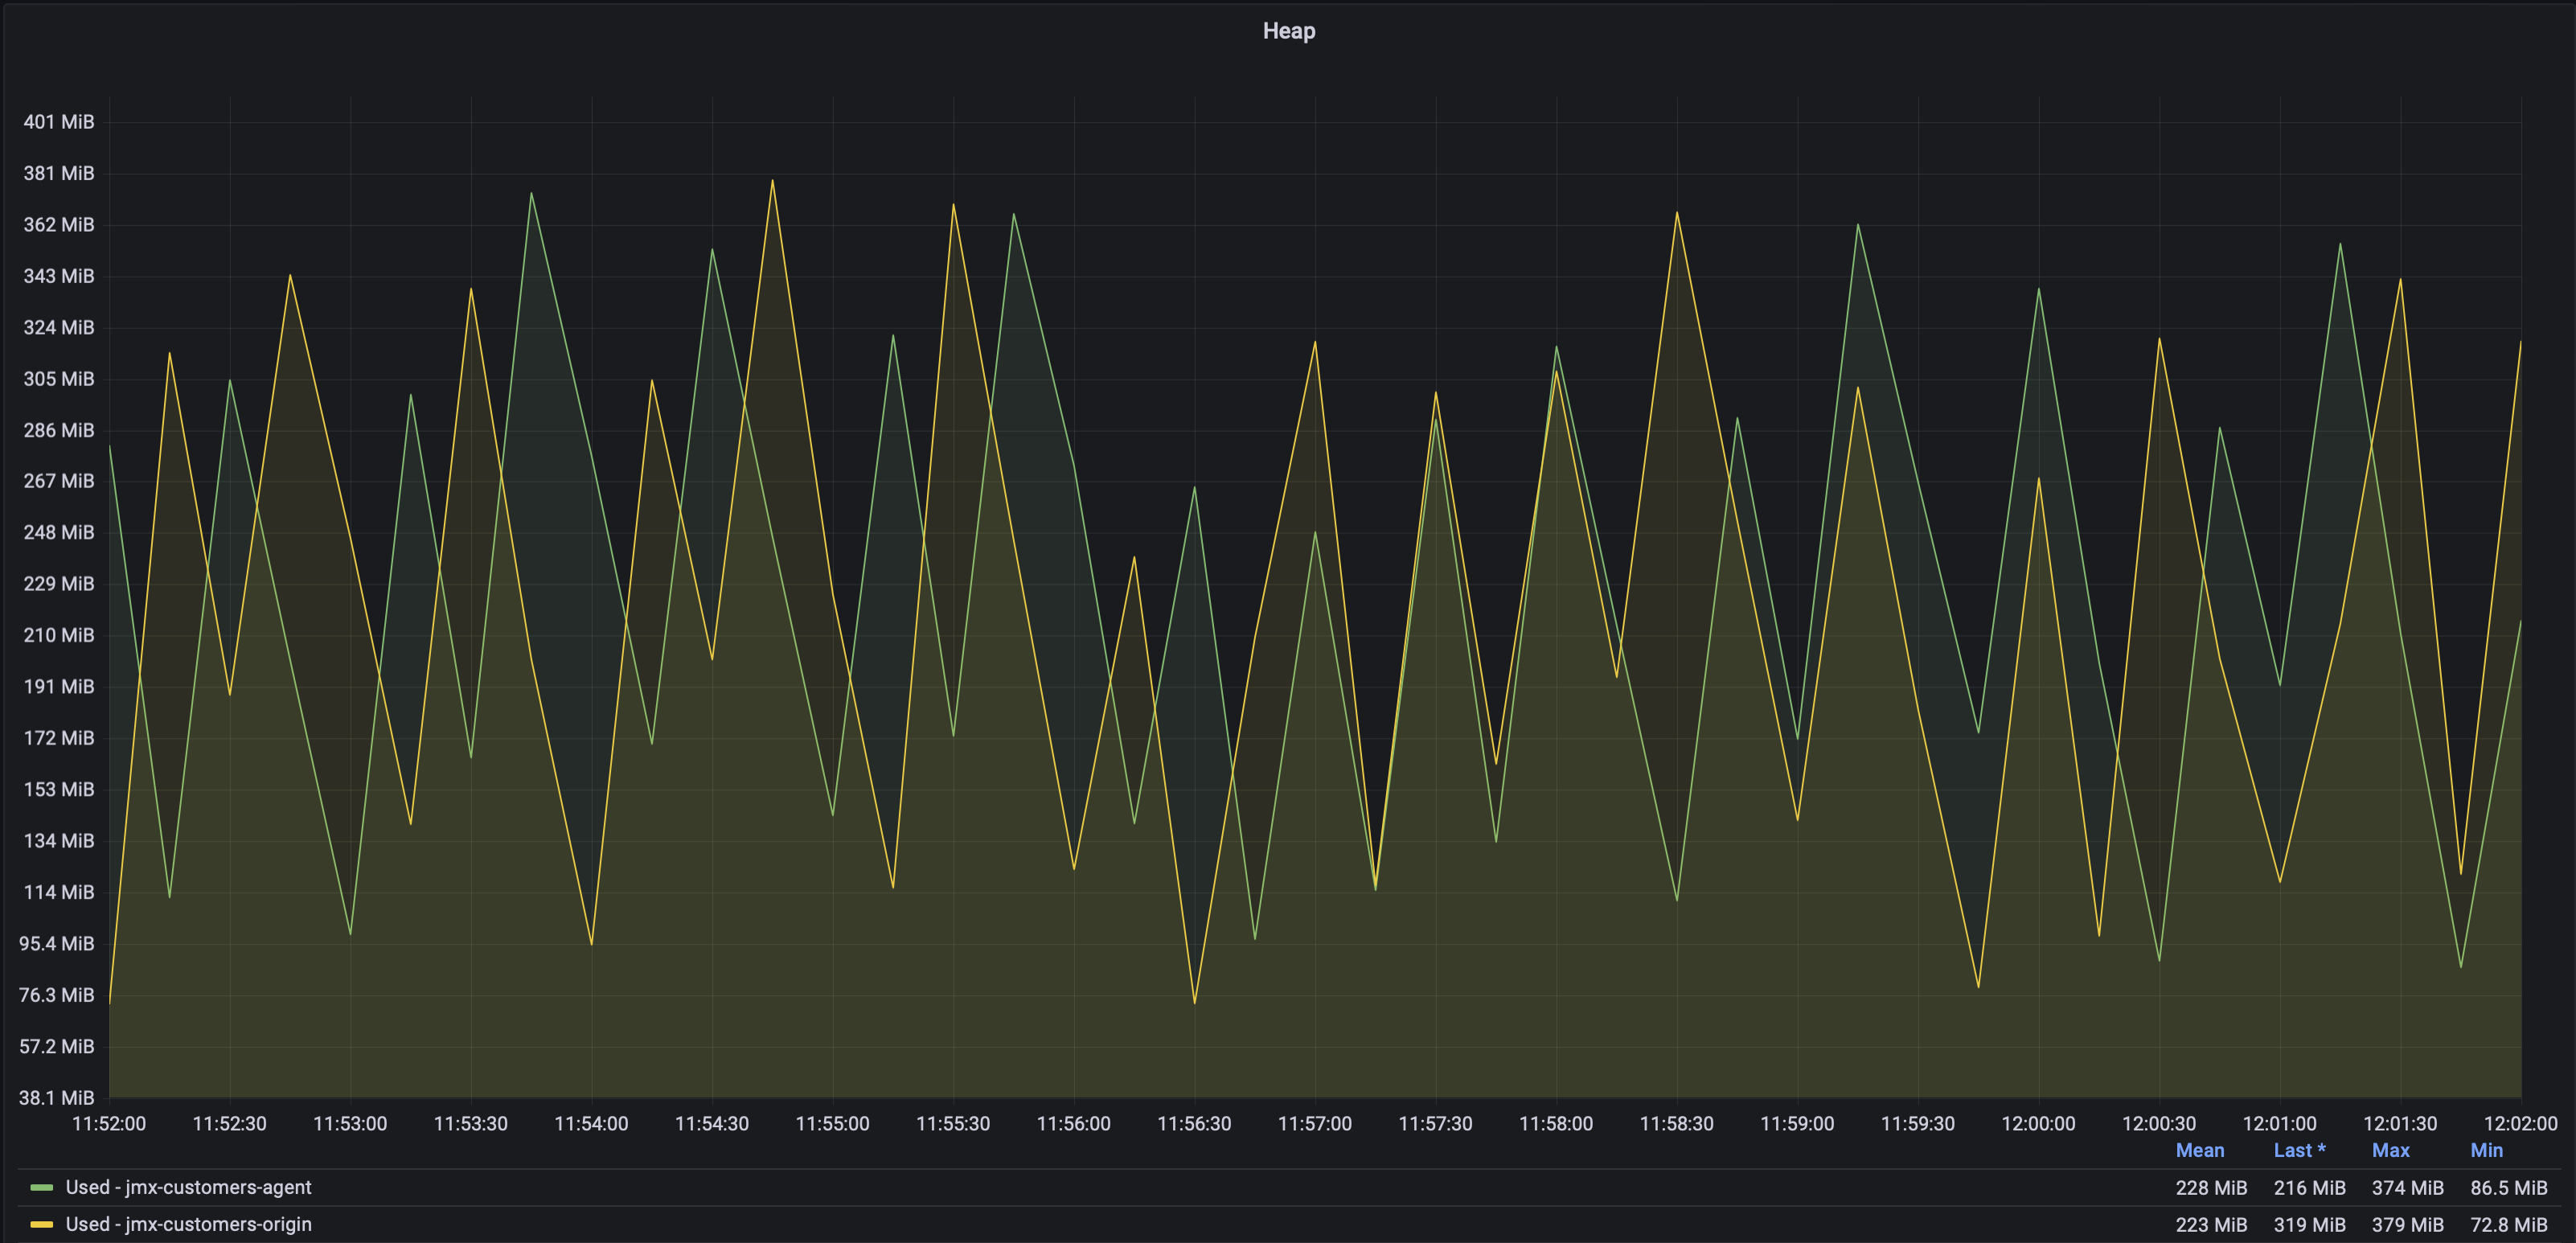 Heap
401 MiB
381 MiB
362 MiB
343 MiB
324 MiB
305 MiB
286 MiB
267 MiB
248 MiB
229 MiB
210 MiB
191 MiB
172 MiB
153 MiB
134 MiB
114 MiB
95.4 MiB
76.3 MiB
57.2 MiB
38.1 MiB
11:52:00 11:52:30 11:53:00 11:53:30 11:54:00 11:54:30 11:55:00 11:55:30 11:56:00 11:56:30 11:57:00 11:57:30 11:58:00 11:58:30 11:59:00 11:59:30 12:00:00 12:00:30 12:01:00 12:01:30 12:02:00
Mean Last * Max Min
Used - jmx-customers-agent 228 MiB 216 MiB 374 MiB 86.5 MiB
Used - jmx-customers-origin 223 MiB 319 MiB 379 MiB 72.8 MiB